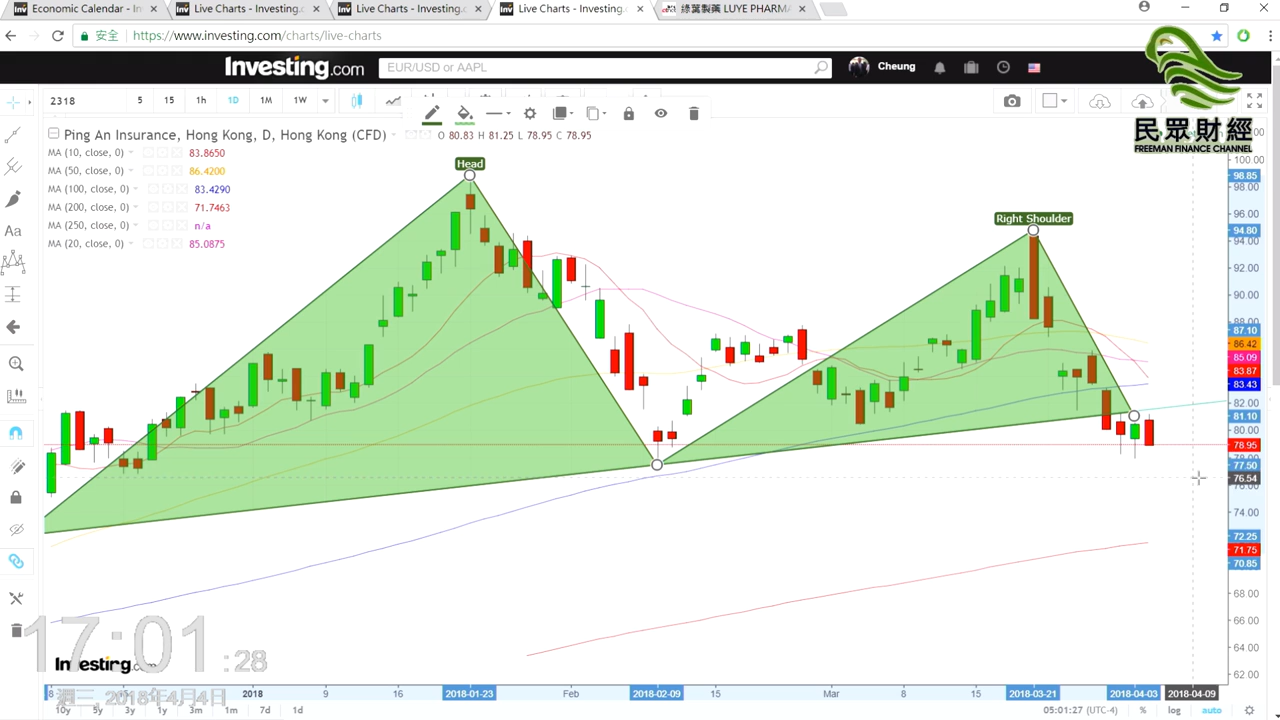 Economic Calendar - In
Live Charts - Investing.c
Live Charts - Investing.c
Live Charts - Investing.c
綠葉製藥 LUYE PHARMA
安全
https://www.investing.com/charts/live-charts
Investing.com
EUR/USD or AAPL
Cheung
民眾財經
FREEMAN FINANCE CHANNEL
2318
5
15
1h
1D
1M
1W
Ping An Insurance, Hong Kong, D, Hong Kong (CFD)
O 80.83 H 81.25 L 78.95 C 78.95
MA (10, close, 0)
83.8650
MA (50, close, 0)
86.4200
MA (100, close, 0)
83.4290
MA (200, close, 0)
71.7463
MA (250, close, 0)
n/a
MA (20, close, 0)
85.0875
Head
Right Shoulder
Aa
100.00
98.85
98.00
96.00
94.80
94.00
92.00
90.00
88.00
87.10
86.42
85.09
83.87
83.43
82.00
81.10
80.00
78.95
78.00
77.50
76.54
76.00
74.00
72.25
71.75
70.85
68.00
66.00
64.00
62.00
17:01:28
Investing.com
週三, 2018年4月4日
8
2018
9
16
2018-01-23
Feb
2018-02-09
15
Mar
8
15
2018-03-21
2018-04-03
2018-04-09
10y
5y
3y
1y
3m
1m
7d
1d
05:01:27 (UTC-4)
%
log
auto